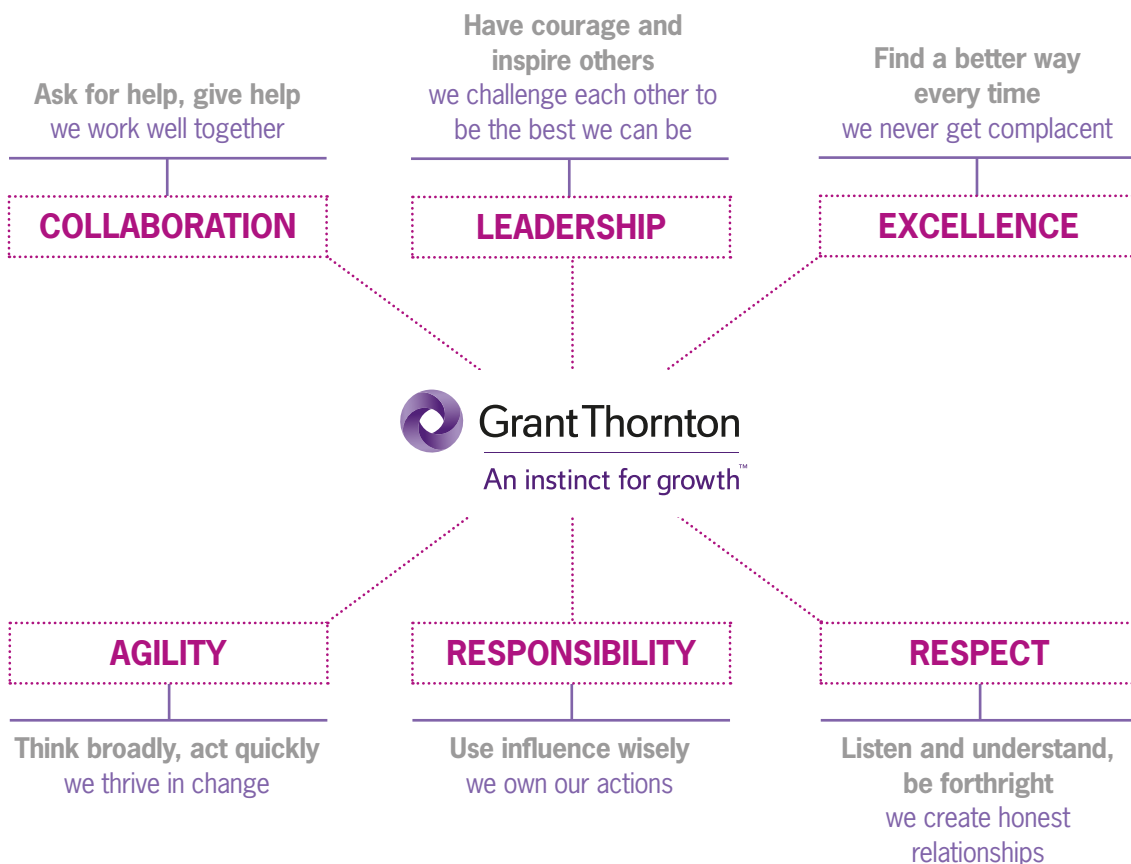 Ask for help, give help
we work well together
COLLABORATION
Have courage and
inspire others
we challenge each other to
be the best we can be
LEADERSHIP
Find a better way
every time
we never get complacent
EXCELLENCE
Grant Thornton
An instinct for growth™
AGILITY
Think broadly, act quickly
we thrive in change
RESPONSIBILITY
Use influence wisely
we own our actions
RESPECT
Listen and understand,
be forthright
we create honest
relationships